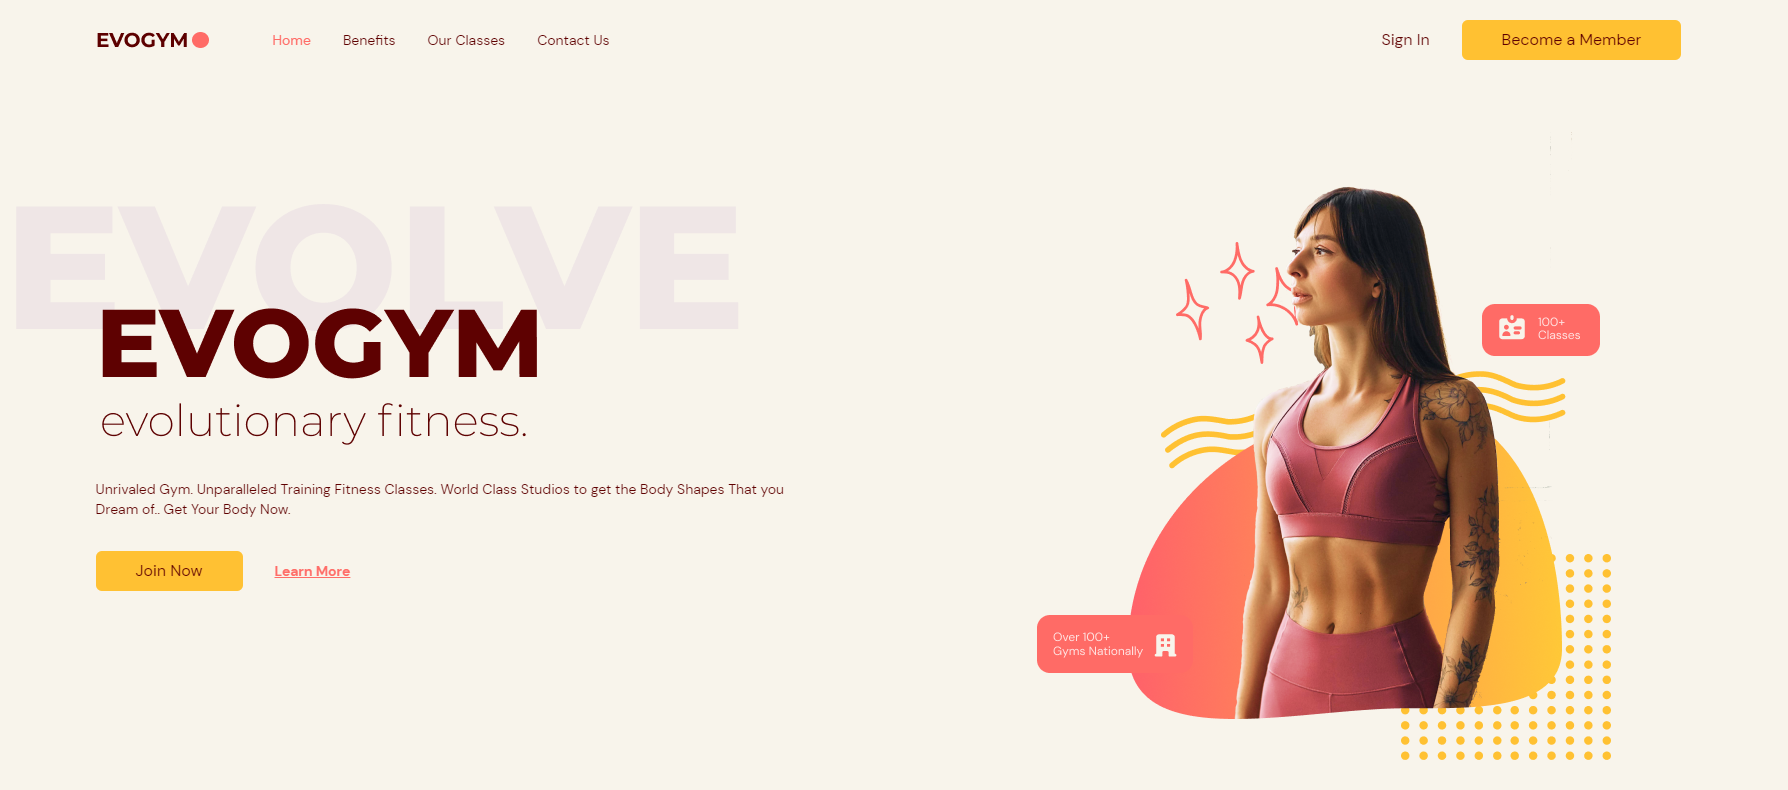 EVOGYM
Home
Benefits
Our Classes
Contact Us
Sign In
Become a Member
EVOLVE
EVOGYM
evolutionary fitness.
Unrivaled Gym. Unparalleled Training Fitness Classes. World Class Studios to get the Body Shapes That you
Dream of.. Get Your Body Now.
Join Now
Learn More
100+
Classes
Over 100+
Gyms Nationally